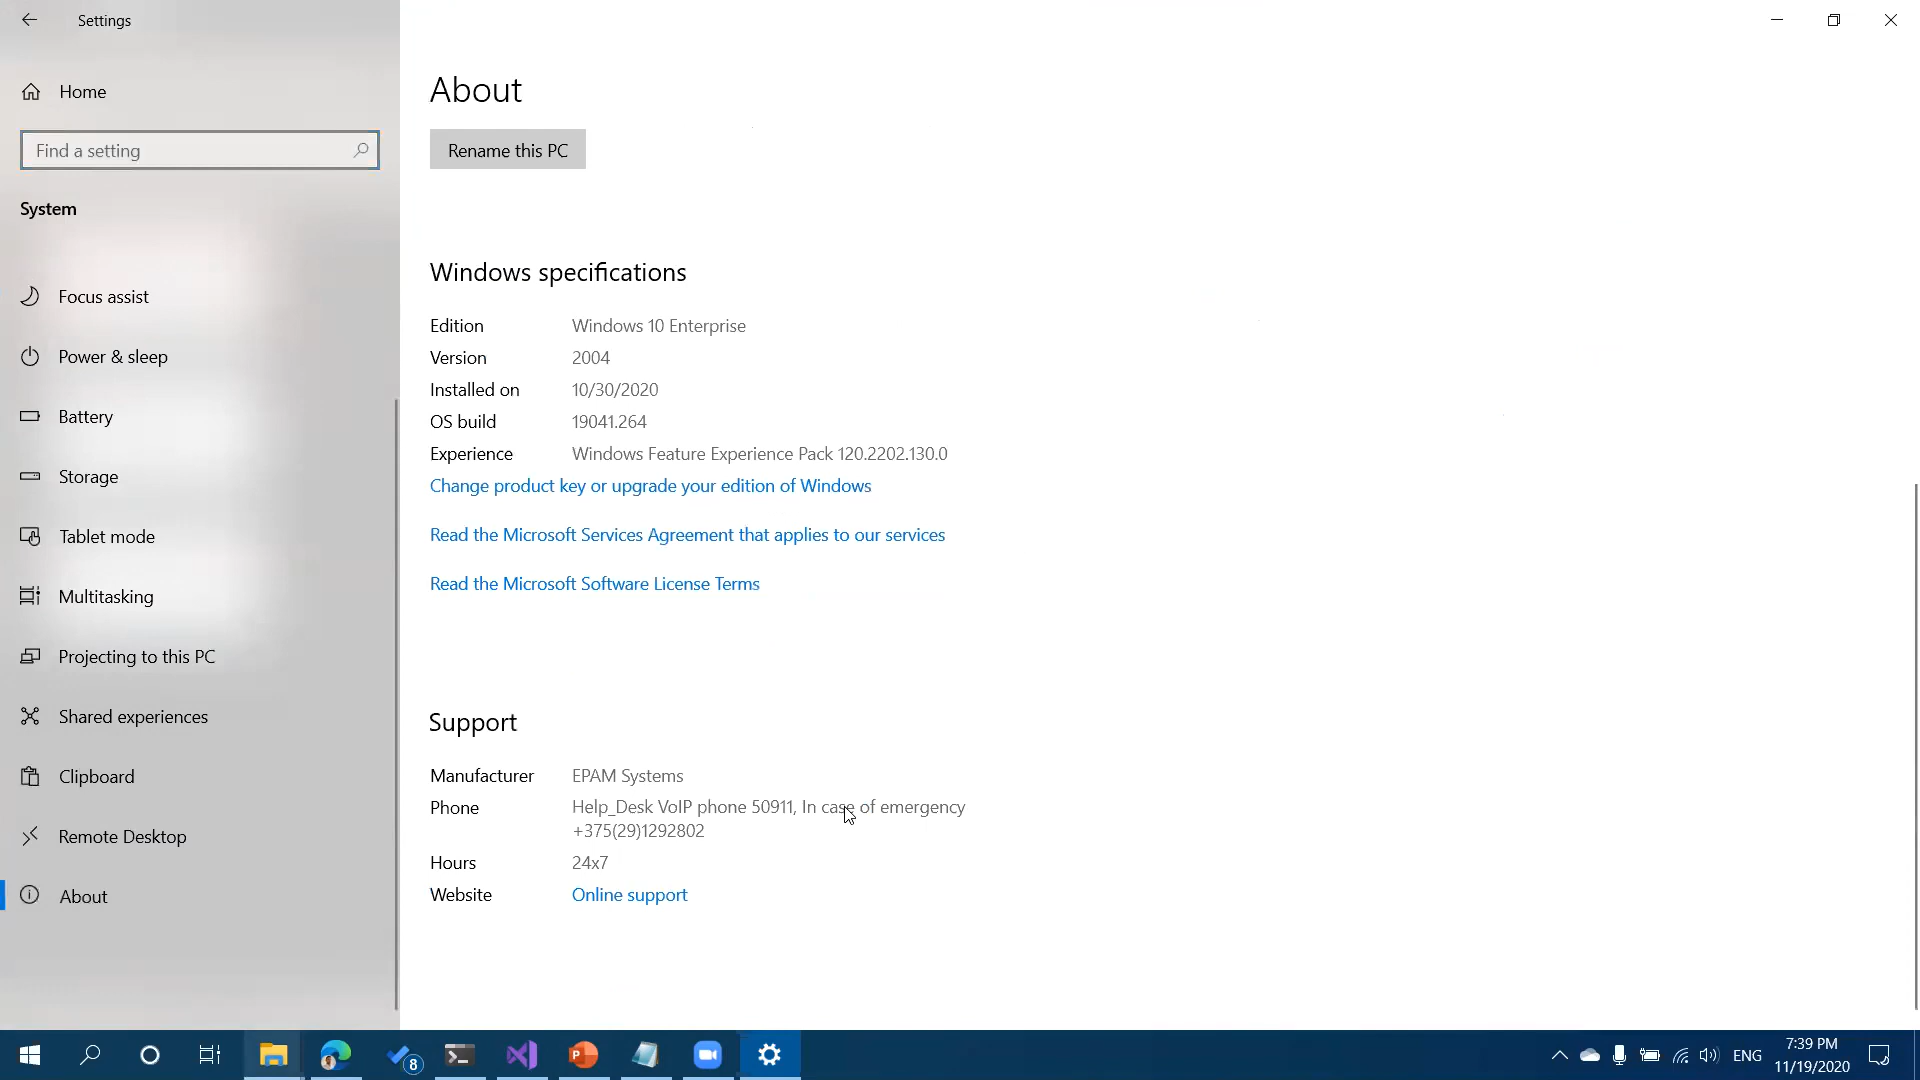 Settings
Home
Find a setting
System
Focus assist
Power & sleep
Battery
Storage
Tablet mode
Multitasking
Projecting to this PC
Shared experiences
Clipboard
Remote Desktop
About
About
Rename this PC
Windows specifications
Edition Windows 10 Enterprise
Version 2004
Installed on 10/30/2020
OS build 19041.264
Experience Windows Feature Experience Pack 120.2202.130.0
Change product key or upgrade your edition of Windows
Read the Microsoft Services Agreement that applies to our services
Read the Microsoft Software License Terms
Support
Manufacturer EPAM Systems
Phone Help_Desk VoIP phone 50911, In case of emergency
+375(29)1292802
Hours 24x7
Website Online support
8
ENG
7:39 PM
11/19/2020